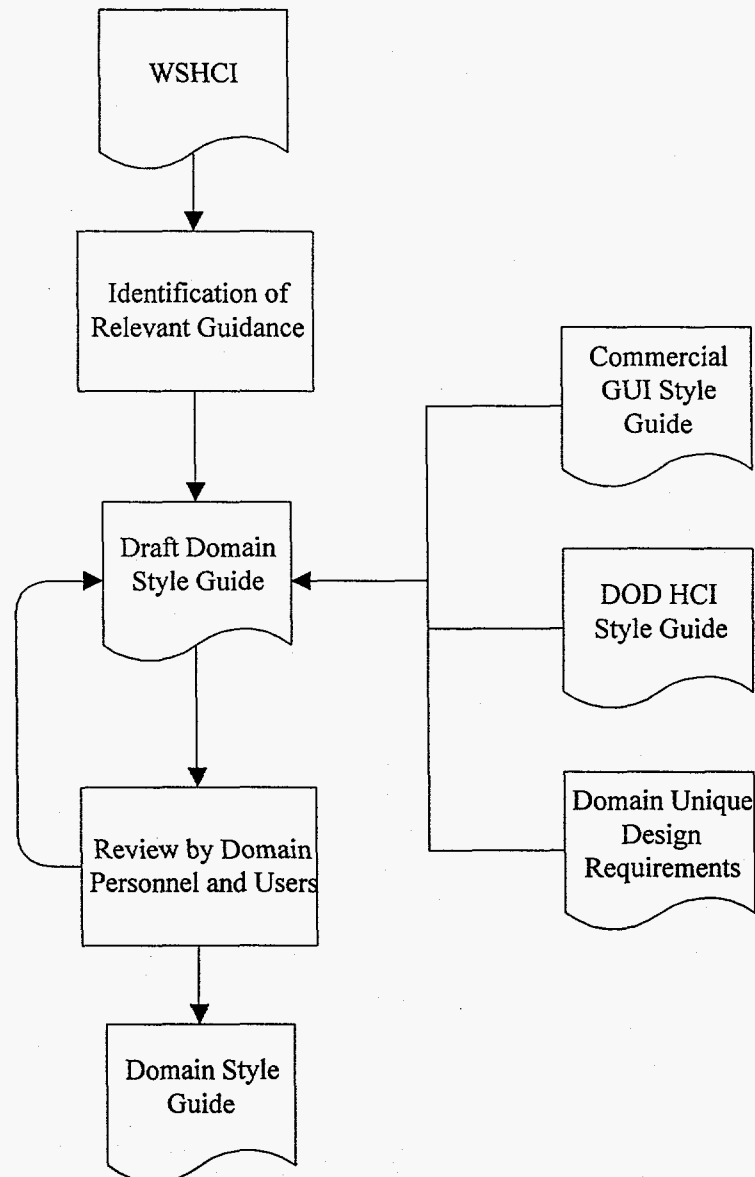 WSHCI
Identification of
Relevant Guidance
Commercial
GUI Style
Guide
Draft Domain
Style Guide
DOD HCI
Style Guide
Domain Unique
Design
Requirements
Review by Domain
Personnel and Users
Domain Style
Guide